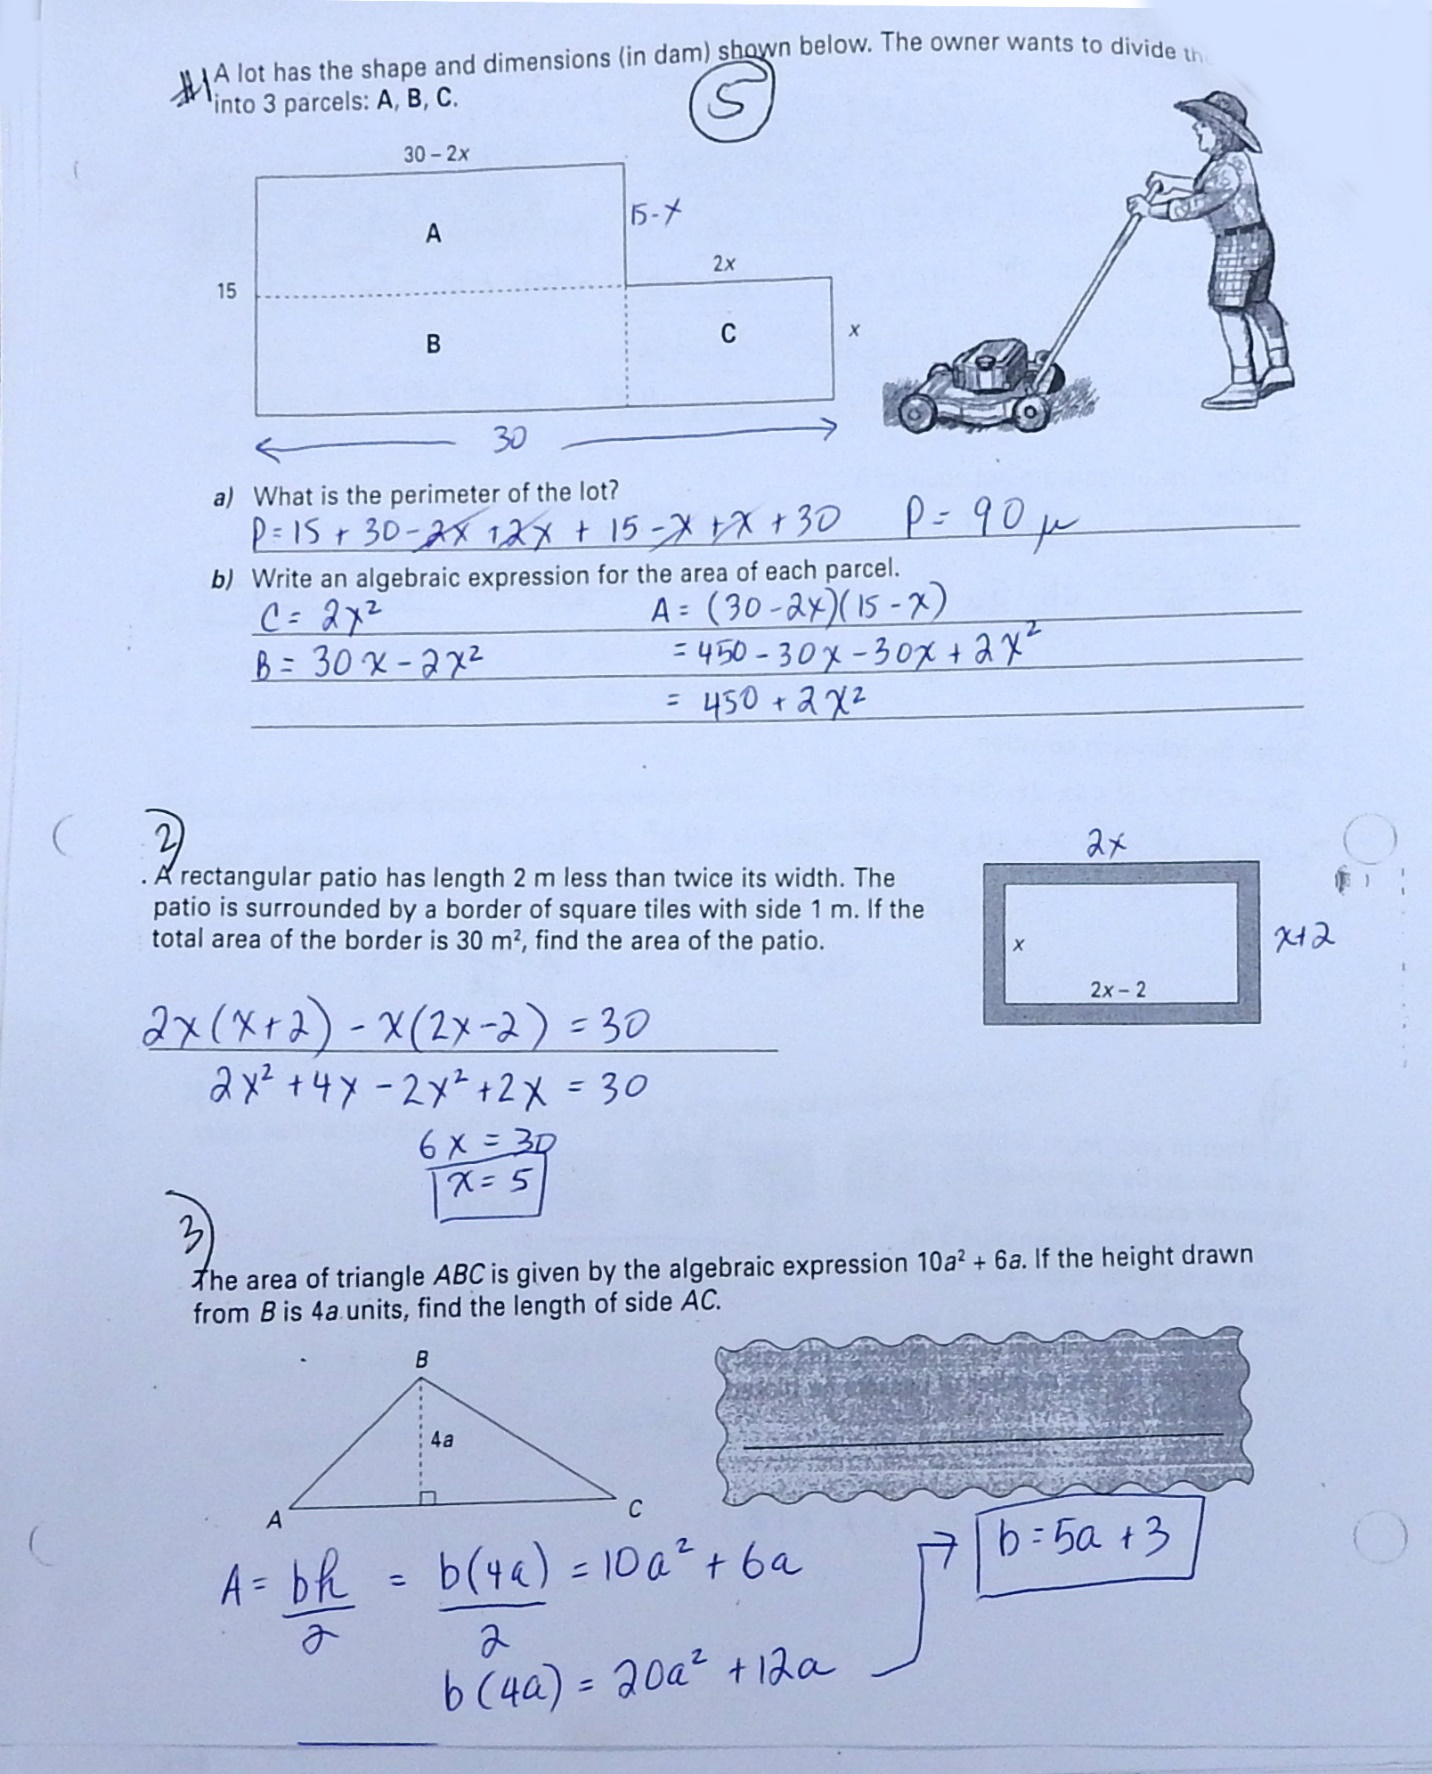 #1 A lot has the shape and dimensions (in dam) shown below. The owner wants to divide
into 3 parcels: A, B, C.
5
30 – 2x
A
15-x
2x
15
B
C
x
30
a) What is the perimeter of the lot?
P=15 + 30-2x +2x + 15 -x +x +30 P= 90
b) Write an algebraic expression for the area of each parcel.
C = 2x² A = (30-2x)(15-x)
B = 30x - 2x² = 450 - 30x - 30x + 2x²
= 450 + 2x²
2)
2x
. A rectangular patio has length 2 m less than twice its width. The
patio is surrounded by a border of square tiles with side 1 m. If the
total area of the border is 30 m², find the area of the patio.
x
x+2
2x – 2
2x(x+2) - x(2x-2) = 30
2x² + 4x - 2x² + 2x = 30
6x = 30
x = 5
3)
The area of triangle ABC is given by the algebraic expression 10a² + 6a. If the height drawn
from B is 4a units, find the length of side AC.
B
4a
A
C
A = bh/2 = b(4a)/2 = 10a² + 6a
b = 5a + 3
b(4a) = 20a² + 12a